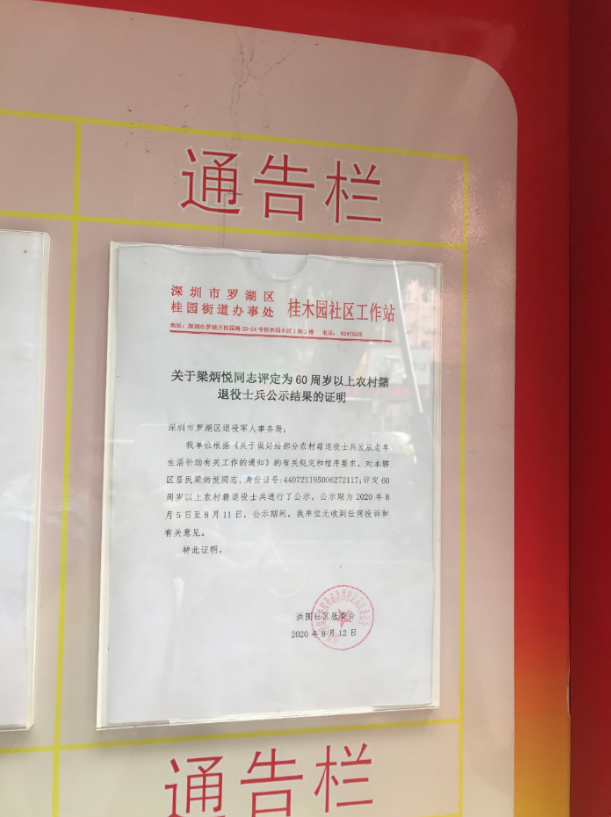 通告栏
深圳市罗湖区
桂园街道办事处 桂木园社区工作站
关于梁炳悦同志评定为60周岁以上农村籍
退役士兵公示结果的证明
深圳市罗湖区退役军人事务局:
我单位根据《关于做好给部分农村籍退役士兵发放老年
生活补助有关工作的通知》的有关规定和程序要求,对本辖
区居民梁炳悦同志,身份证号:440721195006272117;评定60
周岁以上农村籍退役士兵进行了公示,公示期为2020年8
月5日至8月11日,公示期间,我单位无收到任何投诉和
有关意见。
特此证明。
社区居委会
2020年8月12日
通告栏